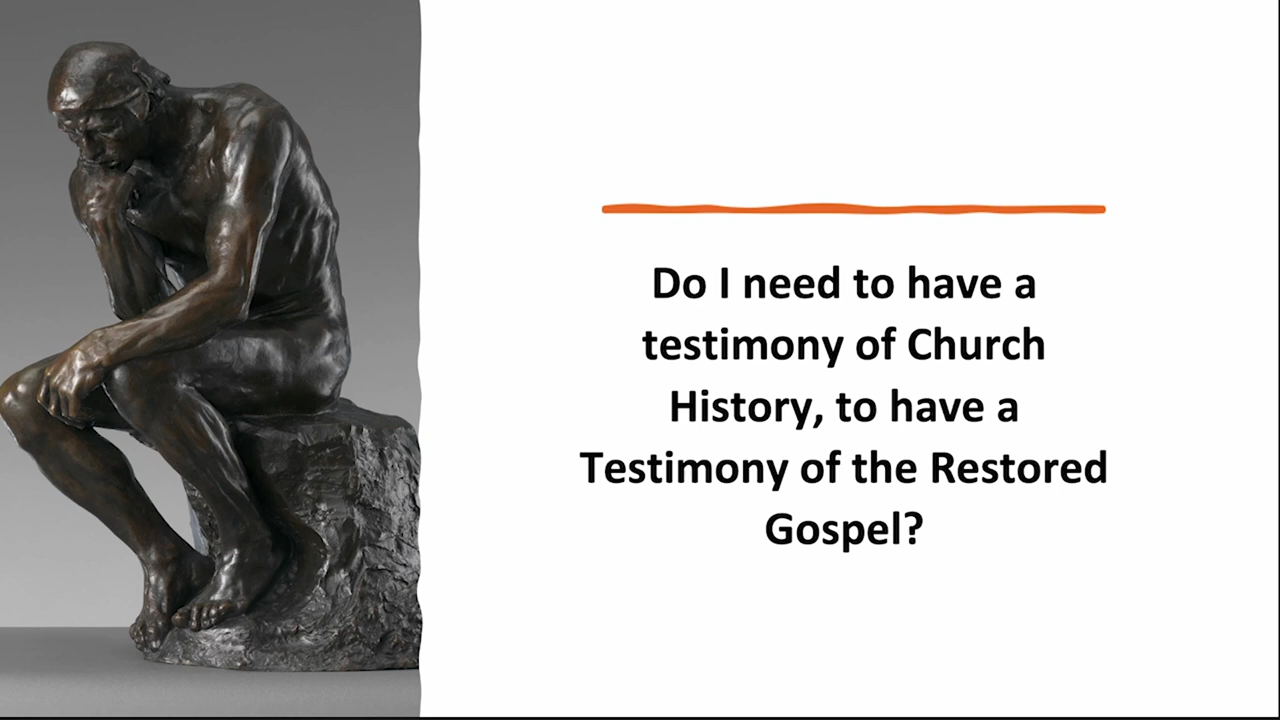 Do I need to have a
testimony of Church
History, to have a
Testimony of the Restored
Gospel?